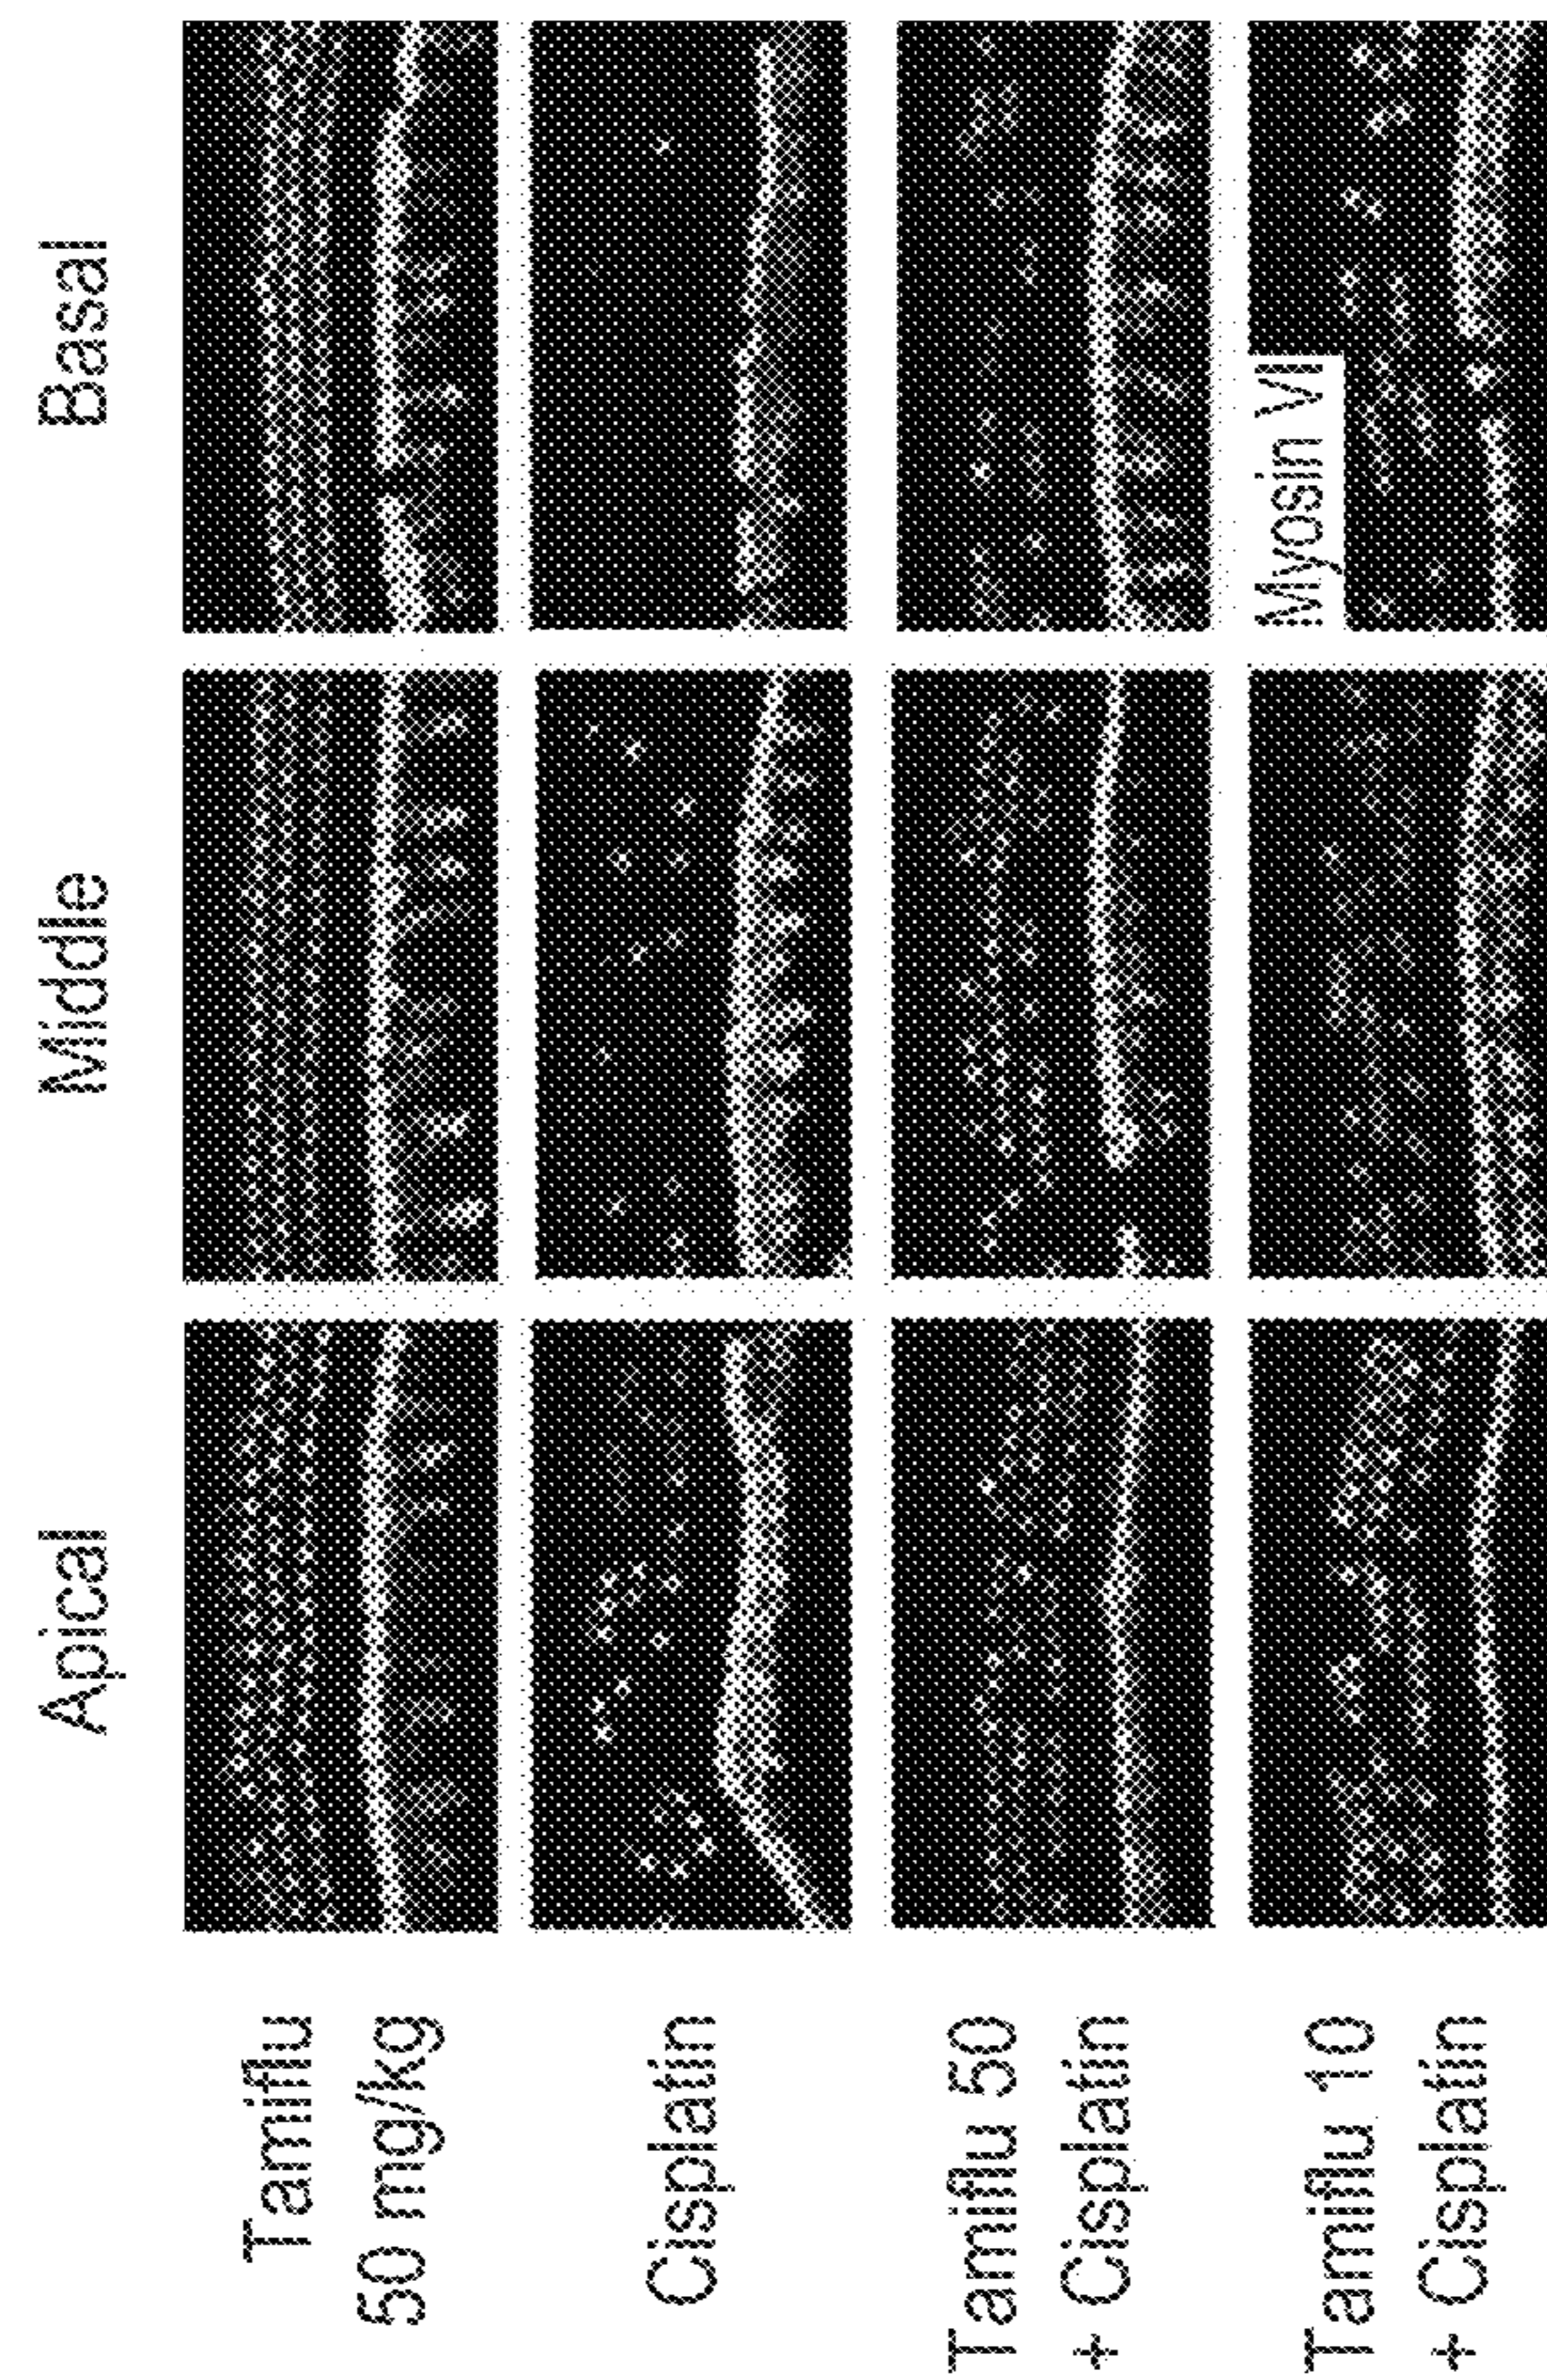 Apical
Middle
Basal
Tamiflu
50 mg/kg
Cisplatin
Tamiflu 50
+ Cisplatin
Tamiflu 10
+ Cisplatin
Myosin VI